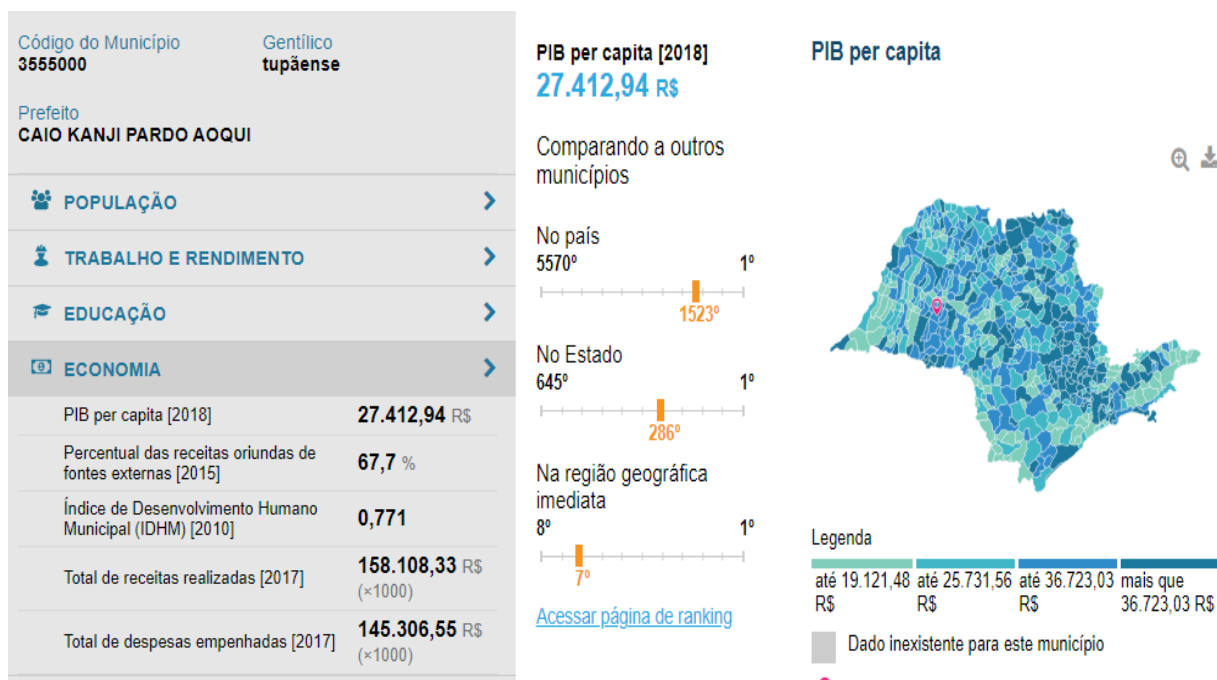 Código do Município
3555000
Gentílico
tupãense
Prefeito
CAIO KANJI PARDO AOQUI
POPULAÇÃO
TRABALHO E RENDIMENTO
EDUCAÇÃO
ECONOMIA
PIB per capita [2018] 27.412,94 R$
Percentual das receitas oriundas de
fontes externas [2015]
67,7 %
Índice de Desenvolvimento Humano
Municipal (IDHM) [2010]
0,771
Total de receitas realizadas [2017]
158.108,33 R$
(×1000)
Total de despesas empenhadas [2017]
145.306,55 R$
(×1000)
PIB per capita [2018]
27.412,94 R$
Comparando a outros
municípios
No país
5570º 1º
1523º
No Estado
645º 1º
286º
Na região geográfica
imediata
8º 1º
7º
Acessar página de ranking
PIB per capita
Legenda
até 19.121,48
R$
até 25.731,56
R$
até 36.723,03
R$
mais que
36.723,03 R$
Dado inexistente para este município